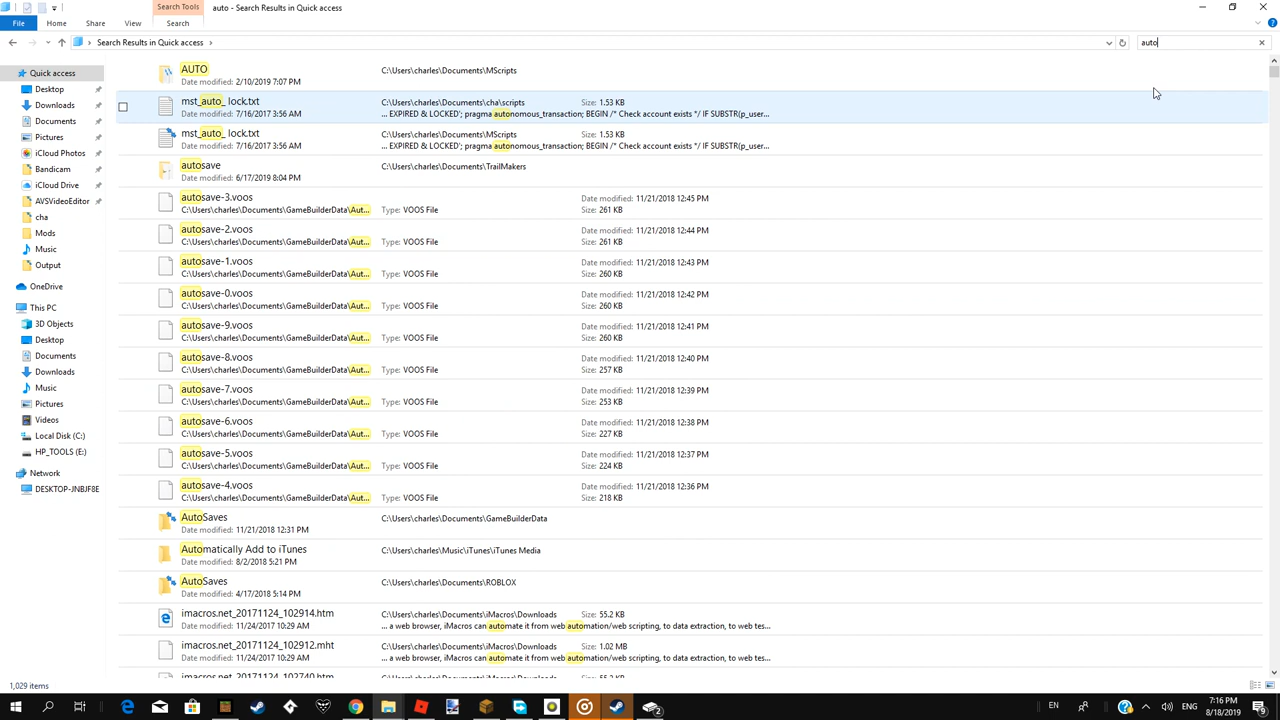 Search Tools
auto - Search Results in Quick access
File
Home
Share
View
Search
Search Results in Quick access
auto
Quick access
Desktop
Downloads
Documents
Pictures
iCloud Photos
Bandicam
iCloud Drive
AVSVideoEditor
cha
Mods
Music
Output
OneDrive
This PC
3D Objects
Desktop
Documents
Downloads
Music
Pictures
Videos
Local Disk (C:)
HP_TOOLS (E:)
Network
DESKTOP-JNBJF8E
AUTO C:\Users\charles\Documents\MScripts
Date modified: 2/10/2019 7:07 PM
mst_auto_ lock.txt C:\Users\charles\Documents\cha\scripts Size: 1.53 KB
Date modified: 7/16/2017 3:56 AM ... EXPIRED & LOCKED'; pragma autonomous_transaction; BEGIN /* Check account exists */ IF SUBSTR(p_user...
mst_auto_ lock.txt C:\Users\charles\Documents\MScripts Size: 1.53 KB
Date modified: 7/16/2017 3:56 AM ... EXPIRED & LOCKED'; pragma autonomous_transaction; BEGIN /* Check account exists */ IF SUBSTR(p_user...
autosave C:\Users\charles\Documents\TrailMakers
Date modified: 6/17/2019 8:04 PM
autosave-3.voos Date modified: 11/21/2018 12:45 PM
C:\Users\charles\Documents\GameBuilderData\Aut... Type: VOOS File Size: 261 KB
autosave-2.voos Date modified: 11/21/2018 12:44 PM
C:\Users\charles\Documents\GameBuilderData\Aut... Type: VOOS File Size: 261 KB
autosave-1.voos Date modified: 11/21/2018 12:43 PM
C:\Users\charles\Documents\GameBuilderData\Aut... Type: VOOS File Size: 260 KB
autosave-0.voos Date modified: 11/21/2018 12:42 PM
C:\Users\charles\Documents\GameBuilderData\Aut... Type: VOOS File Size: 260 KB
autosave-9.voos Date modified: 11/21/2018 12:41 PM
C:\Users\charles\Documents\GameBuilderData\Aut... Type: VOOS File Size: 260 KB
autosave-8.voos Date modified: 11/21/2018 12:40 PM
C:\Users\charles\Documents\GameBuilderData\Aut... Type: VOOS File Size: 257 KB
autosave-7.voos Date modified: 11/21/2018 12:39 PM
C:\Users\charles\Documents\GameBuilderData\Aut... Type: VOOS File Size: 253 KB
autosave-6.voos Date modified: 11/21/2018 12:38 PM
C:\Users\charles\Documents\GameBuilderData\Aut... Type: VOOS File Size: 227 KB
autosave-5.voos Date modified: 11/21/2018 12:37 PM
C:\Users\charles\Documents\GameBuilderData\Aut... Type: VOOS File Size: 224 KB
autosave-4.voos Date modified: 11/21/2018 12:36 PM
C:\Users\charles\Documents\GameBuilderData\Aut... Type: VOOS File Size: 218 KB
AutoSaves C:\Users\charles\Documents\GameBuilderData
Date modified: 11/21/2018 12:31 PM
Automatically Add to iTunes C:\Users\charles\Music\iTunes\iTunes Media
Date modified: 8/2/2018 5:21 PM
AutoSaves C:\Users\charles\Documents\ROBLOX
Date modified: 4/17/2018 5:14 PM
imacros.net_20171124_102914.htm C:\Users\charles\Documents\iMacros\Downloads Size: 55.2 KB
Date modified: 11/24/2017 10:29 AM ... a web browser, iMacros can automate it from web automation/web scripting, to data extraction, to web tes...
imacros.net_20171124_102912.mht C:\Users\charles\Documents\iMacros\Downloads Size: 1.02 MB
Date modified: 11/24/2017 10:29 AM ... a web browser, iMacros can automate it from web automation/web scripting, to data extraction, to web tes...
1,029 items
EN
7:16 PM
8/18/2019